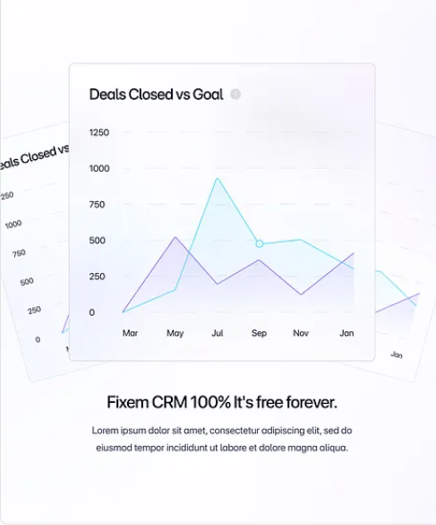 Deals Closed vs Goal
1250
1000
750
500
250
0
Mar May Jul Sep Nov Jan
eals Closed vs
250
1000
750
500
250
0
Jan
Fixem CRM 100% It's free forever.
Lorem ipsum dolor sit amet, consectetur adipiscing elit, sed do
eiusmod tempor incididunt ut labore et dolore magna aliqua.